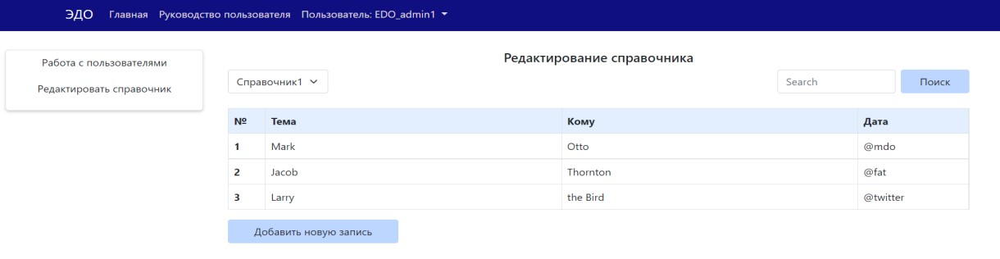 ЭДО Главная Руководство пользователя Пользователь: EDO_admin1
Работа с пользователями
Редактировать справочник
Редактирование справочника
Справочник1 Search Поиск
№ Тема Кому Дата
1 Mark Otto @mdo
2 Jacob Thornton @fat
3 Larry the Bird @twitter
Добавить новую запись